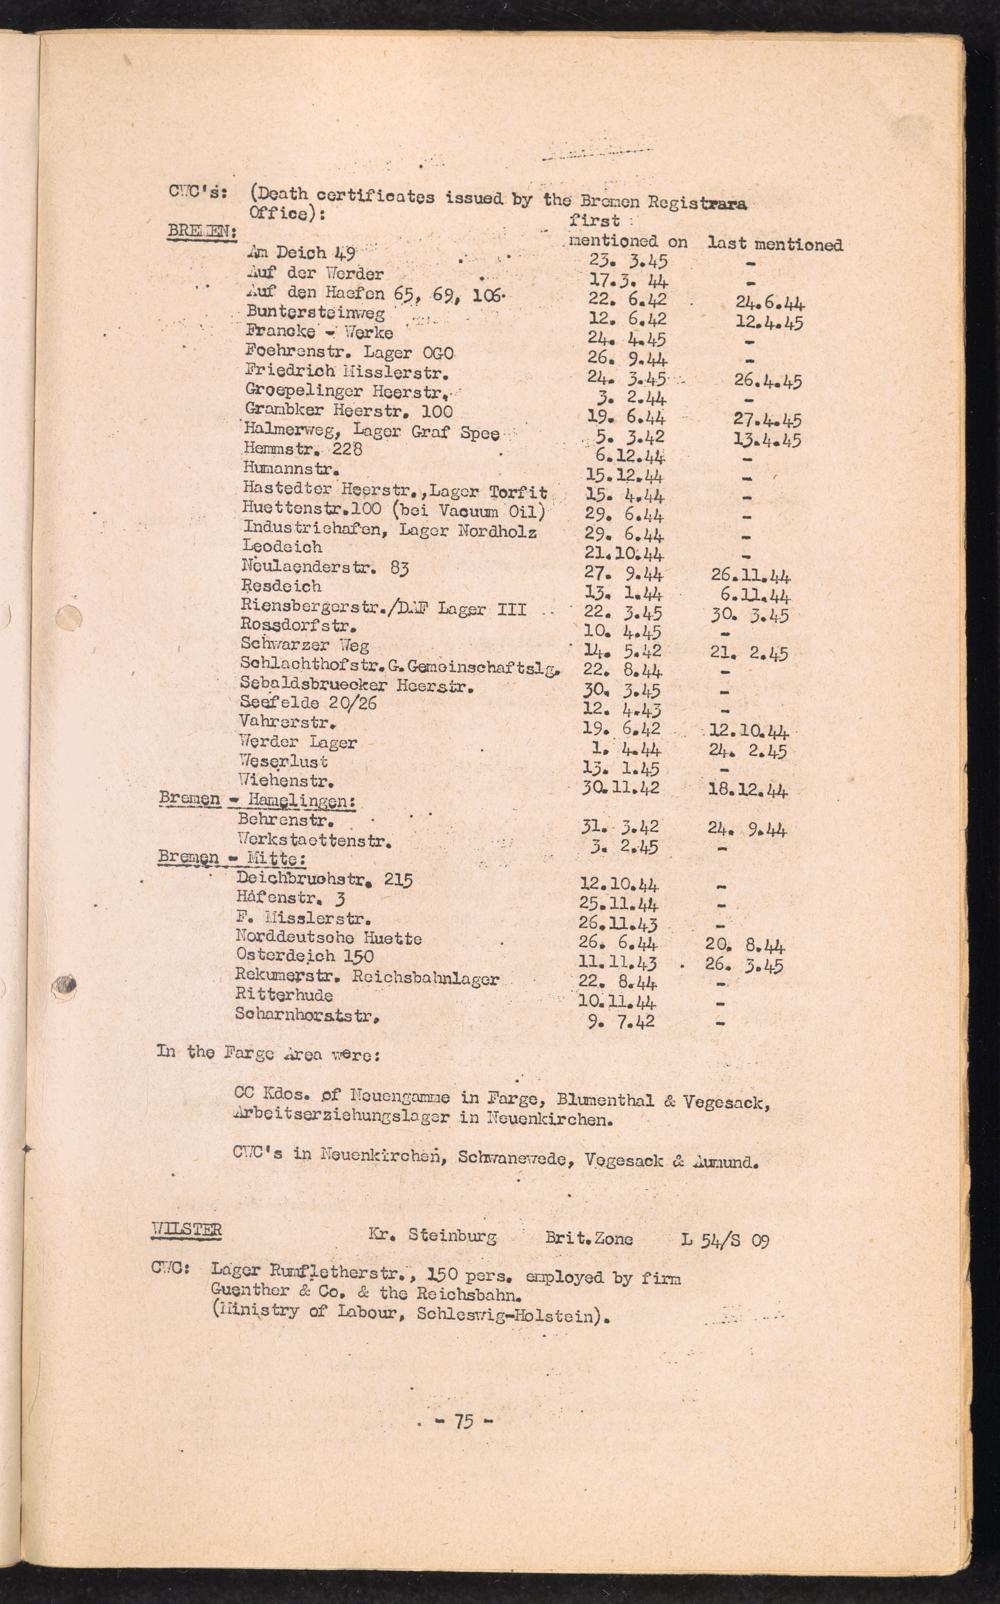 CWC's: (Death certificates issued by the Bremen Registrara
Office):
first
BREMEN:
mentioned on last mentioned
Am Deich 49 23. 3.45 -
Auf der Werder 17.3. 44 -
Auf den Haefen 65, 69, 106. 22. 6.42 24.6.44
Buntersteinweg 12. 6.42 12.4.45
Francke - Werke 24. 4.45 -
Foehrenstr. Lager OGO 26. 9.44 -
Friedrich Misslerstr. 24. 3.45 26.4.45
Groepelinger Heerstr. 3. 2.44 -
Grambker Heerstr. 100 19. 6.44 27.4.45
Halmerweg, Lager Graf Spee 5. 3.42 13.4.45
Hemmstr. 228 6.12.44 -
Humannstr. 15.12.44 -
Hastedter Heerstr.,Lager Torfit 15. 4.44 -
Huettenstr.100 (bei Vacuum Oil) 29. 6.44 -
Industriehafen, Lager Nordholz 29. 6.44 -
Leodeich 21.10.44 -
Neulaenderstr. 83 27. 9.44 26.11.44
Resdeich 13. 1.44 6.11.44
Riensbergerstr./DAF Lager III 22. 3.45 30. 3.45
Rossdorfstr. 10. 4.45 -
Schwarzer Weg 14. 5.42 21. 2.45
Schlachthofstr.G.Gemeinschaftslg. 22. 8.44 -
Sebaldsbruecker Heerstr. 30. 3.45 -
Seefelde 20/26 12. 4.43 -
Vahrerstr. 19. 6.42 12.10.44
Werder Lager 1. 4.44 24. 2.45
Weserlust 13. 1.45 -
Wiehenstr. 30.11.42 18.12.44
Bremen - Hamelingen:
Behrenstr. 31. 3.42 24. 9.44
Werkstaettenstr. 3. 2.45 -
Bremen - Mitte:
Deichbruchstr. 215 12.10.44 -
Hafenstr. 3 25.11.44 -
F. Misslerstr. 26.11.43 -
Norddeutsche Huette 26. 6.44 20. 8.44
Osterdeich 150 11.11.43 26. 3.45
Rekumerstr. Reichsbahnlager 22. 8.44 -
Ritterhude 10.11.44 -
Scharnhorststr. 9. 7.42 -
In the Farge Area were:
CC Kdos. of Neuengamme in Farge, Blumenthal & Vegesack,
Arbeitserziehungslager in Neuenkirchen.
CWC's in Neuenkirchen, Schwanewede, Vegesack & Aumund.
WILSTER Kr. Steinburg Brit.Zone L 54/S 09
CWC: Lager Rumfletherstr., 150 pers. employed by firm
Guenther & Co. & the Reichsbahn.
(Ministry of Labour, Schleswig-Holstein).
- 75 -